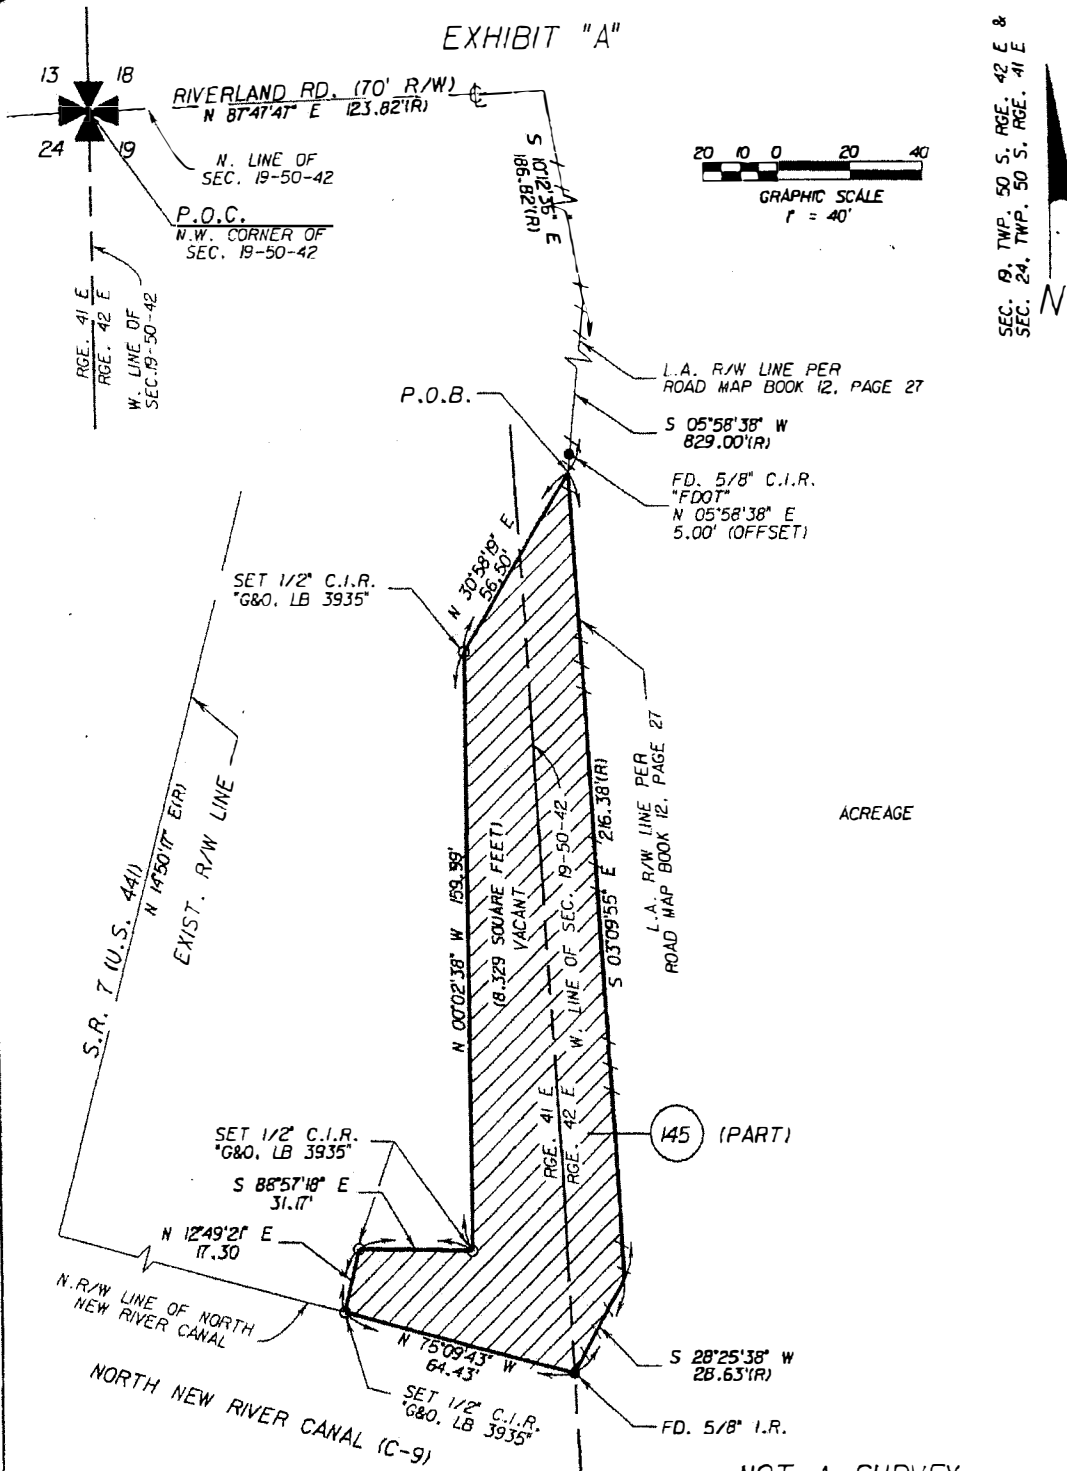 EXHIBIT "A"
SEC. 19, TWP. 50 S. RGE. 42 E &
SEC. 24, TWP. 50 S. RGE. 41 E
N
13 18
24 19
RIVERLAND RD. (70' R/W) ℄
N 87°47'47" E 123.82'(R)
N. LINE OF
SEC. 19-50-42
P.O.C.
N.W. CORNER OF
SEC. 19-50-42
RGE. 41 E
RGE. 42 E
W. LINE OF
SEC.19-50-42
S 10°12'36" E
186.82'(R)
20 10 0 20 40
GRAPHIC SCALE
1" = 40'
L.A. R/W LINE PER
ROAD MAP BOOK 12, PAGE 27
P.O.B.
S 05°58'38" W
829.00'(R)
FD. 5/8" C.I.R.
"FDOT"
N 05°58'38" E
5.00' (OFFSET)
N 30°58'19" E
56.50'
SET 1/2" C.I.R.
"G&O, LB 3935"
S.R. 7 (U.S. 441)
N 14°50'17" E(R)
EXIST. R/W LINE
N 00°02'38" W 159.99'
(8,329 SQUARE FEET)
VACANT
W. LINE OF SEC. 19-50-42
RGE. 41 E
RGE. 42 E
S 03°09'55" E 216.38'(R)
L.A. R/W LINE PER
ROAD MAP BOOK 12, PAGE 27
ACREAGE
145 (PART)
SET 1/2" C.I.R.
"G&O, LB 3935"
S 88°57'18" E
31.17'
N 12°49'21" E
17.30
N.R/W LINE OF NORTH
NEW RIVER CANAL
N 75°09'43" W
64.43'
S 28°25'38" W
28.63'(R)
SET 1/2" C.I.R.
"G&O, LB 3935"
FD. 5/8" I.R.
NORTH NEW RIVER CANAL (C-9)
NOT A SURVEY